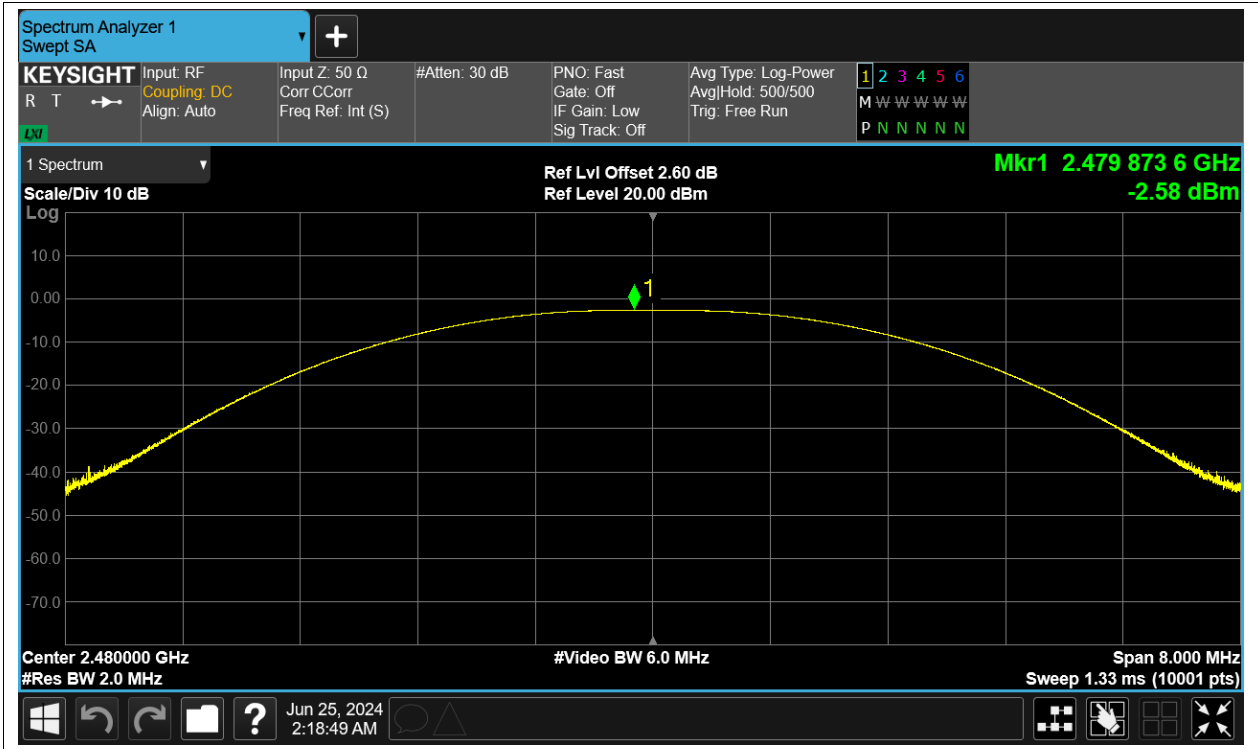 Spectrum Analyzer 1
Swept SA
KEYSIGHT
R T
LXI
Input: RF
Coupling: DC
Align: Auto
Input Z: 50 Ω
Corr CCorr
Freq Ref: Int (S)
#Atten: 30 dB
PNO: Fast
Gate: Off
IF Gain: Low
Sig Track: Off
Avg Type: Log-Power
Avg|Hold: 500/500
Trig: Free Run
1 2 3 4 5 6
M W W W W W
P N N N N N
1 Spectrum
Scale/Div 10 dB
Ref Lvl Offset 2.60 dB
Ref Level 20.00 dBm
Mkr1 2.479 873 6 GHz
-2.58 dBm
Log
10.0
0.00
-10.0
-20.0
-30.0
-40.0
-50.0
-60.0
-70.0
1
Center 2.480000 GHz
#Res BW 2.0 MHz
#Video BW 6.0 MHz
Span 8.000 MHz
Sweep 1.33 ms (10001 pts)
?
Jun 25, 2024
2:18:49 AM